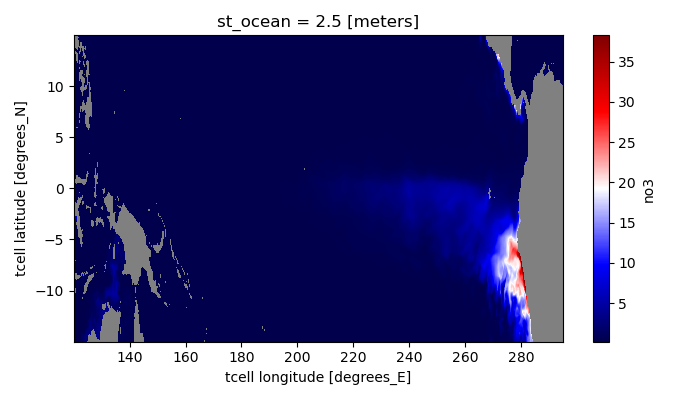 st_ocean = 2.5 [meters]
tcell latitude [degrees_N]
10
5
0
−5
−10
140 160 180 200 220 240 260 280
tcell longitude [degrees_E]
35
30
25
20
15
10
5
no3